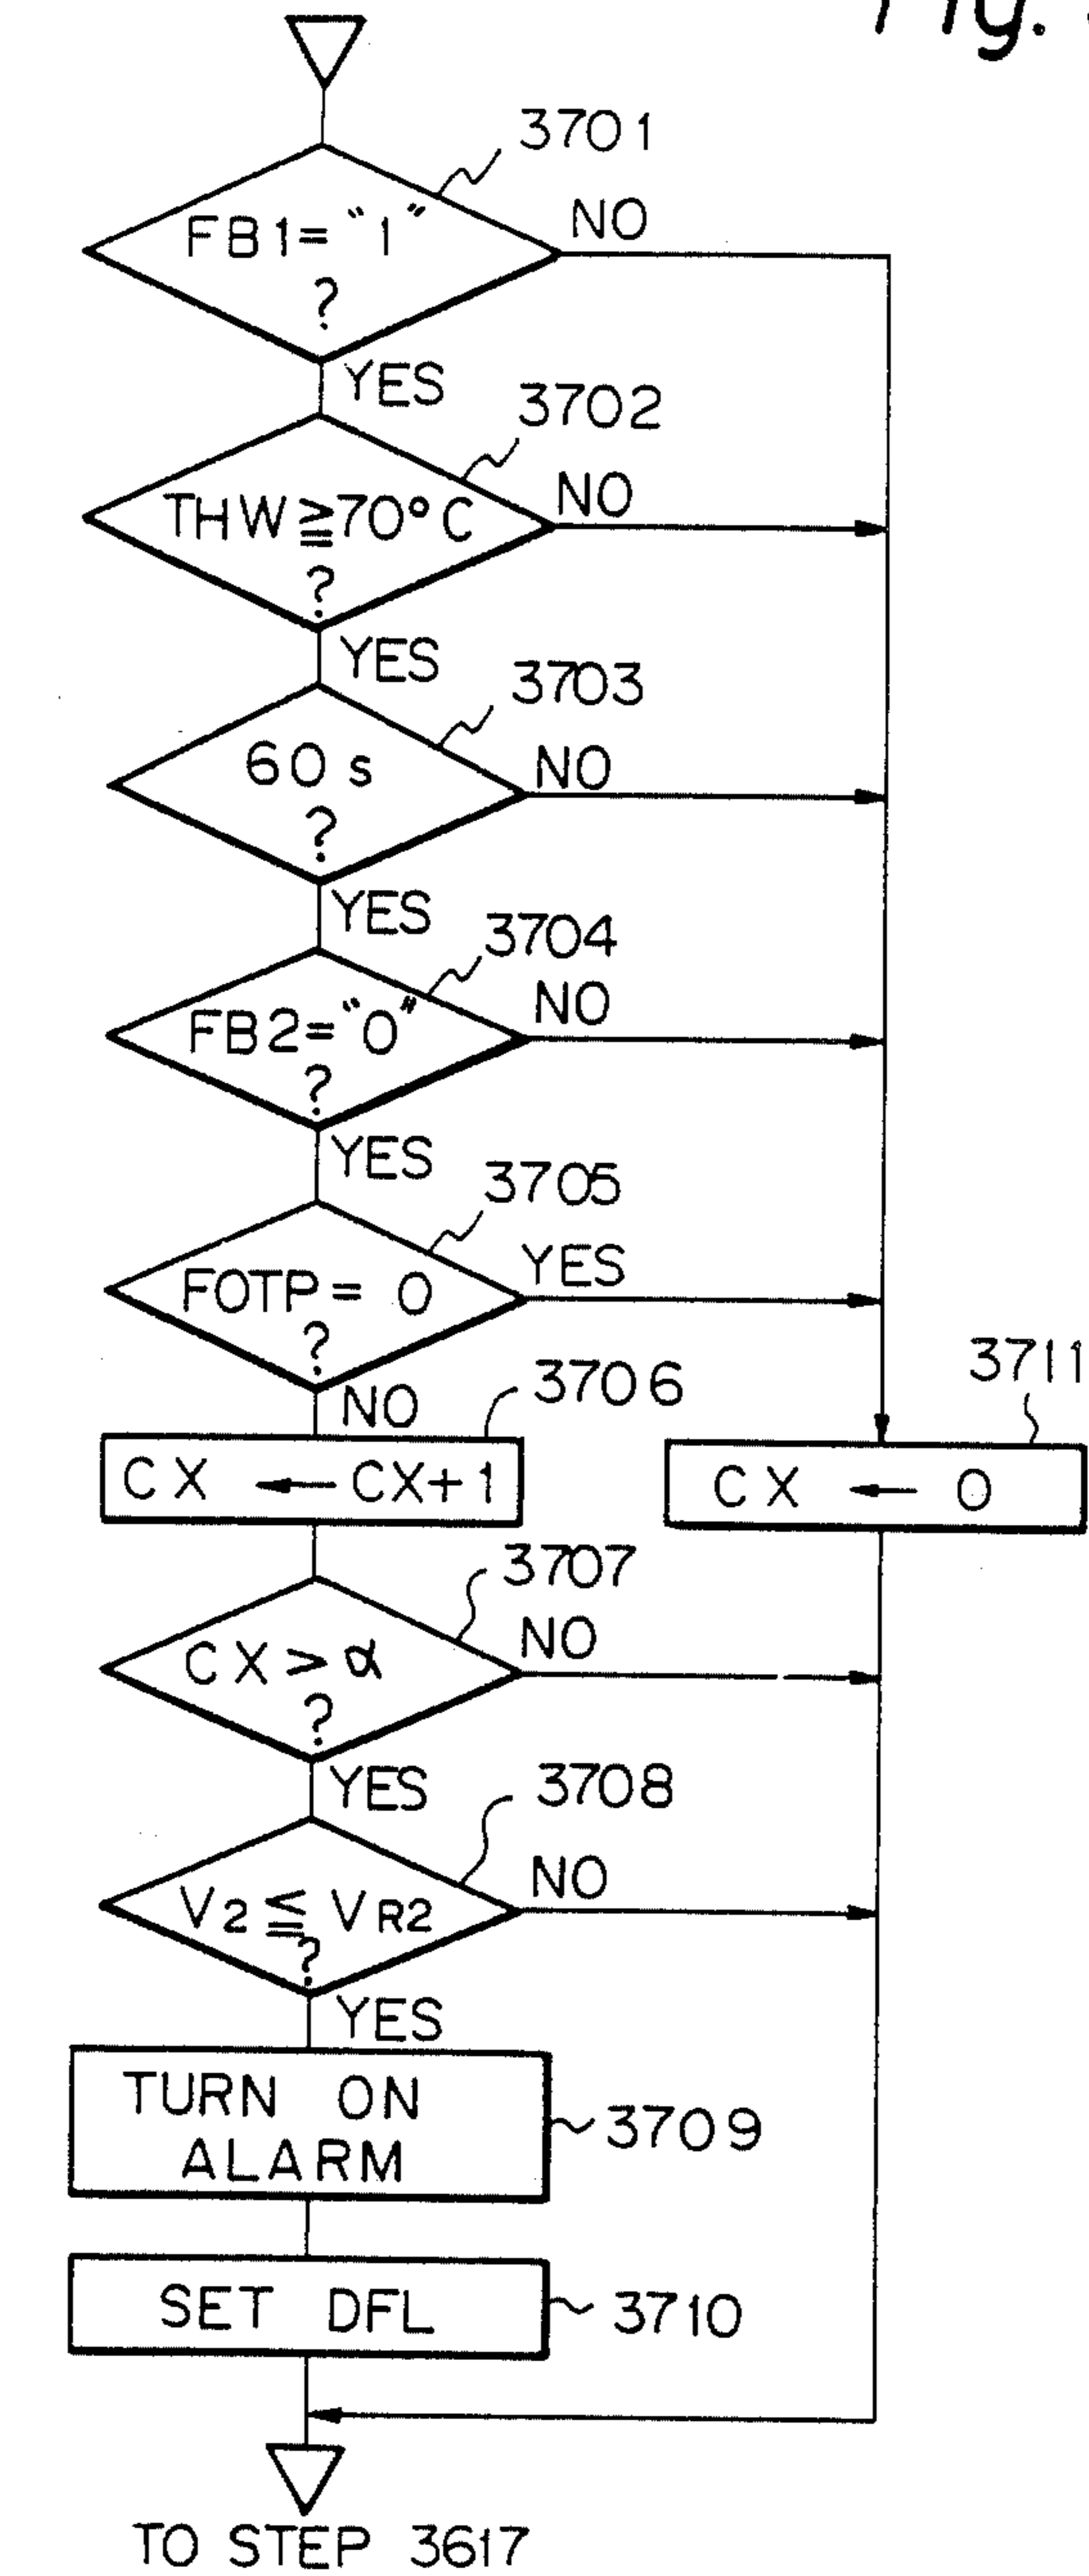 Fig.
3701
FB1= "1"
?
NO
YES
3702
THW≧70°C
?
NO
YES
3703
60 s
?
NO
YES
3704
FB2= "0"
?
NO
YES
3705
FOTP= 0
?
YES
NO
3706
CX ← CX+1
3711
CX ← 0
3707
CX > α
?
NO
YES
3708
V2 ≦ VR2
?
NO
YES
TURN ON
ALARM
3709
SET DFL
3710
TO STEP 3617